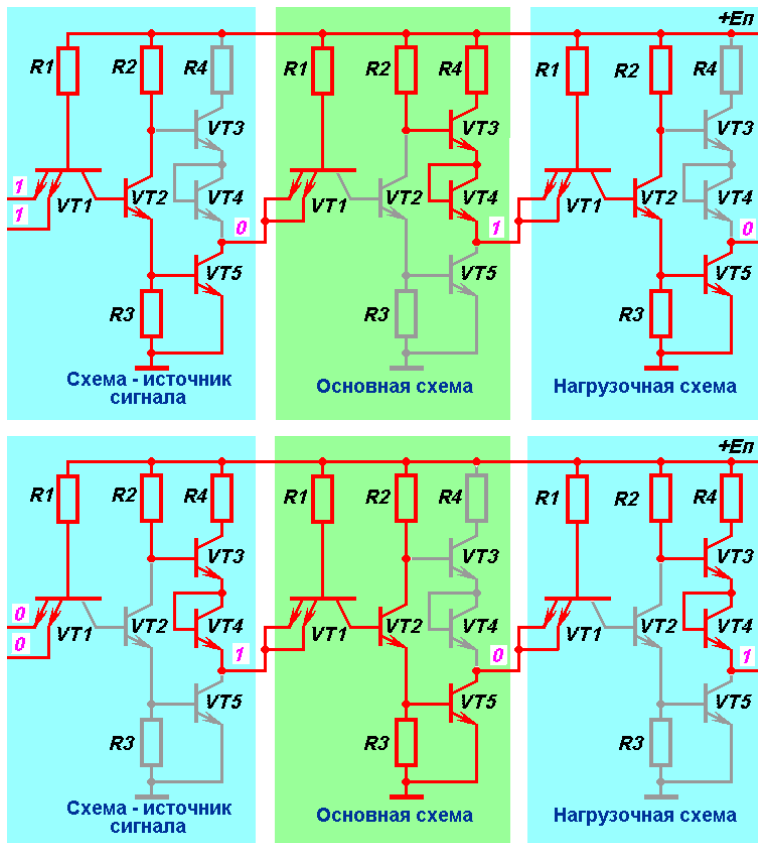 +Eп
R1 R2 R4 R1 R2 R4 R1 R2 R4
VT3 VT3 VT3
1 VT4 VT4 VT4
1 VT1 VT2 0 VT1 VT2 1 VT1 VT2 0
VT5 VT5 VT5
R3 R3 R3
Схема - источник сигнала
Основная схема
Нагрузочная схема
+Eп
R1 R2 R4 R1 R2 R4 R1 R2 R4
VT3 VT3 VT3
0 VT4 VT4 VT4
0 VT1 VT2 1 VT1 VT2 0 VT1 VT2 1
VT5 VT5 VT5
R3 R3 R3
Схема - источник сигнала
Основная схема
Нагрузочная схема